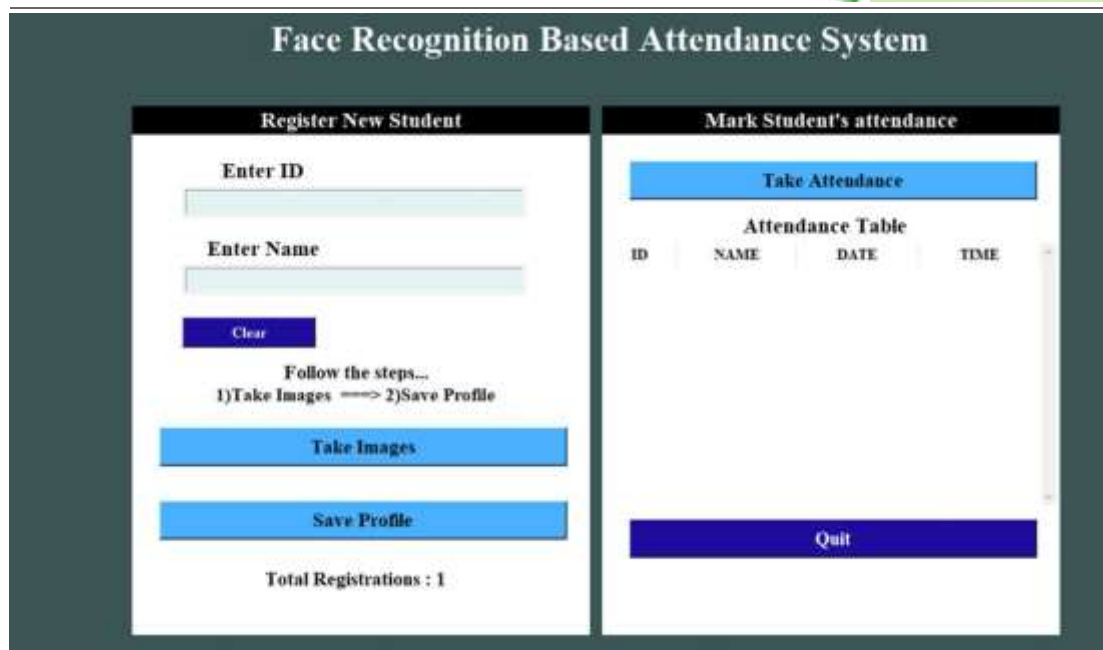 Face Recognition Based Attendance System
Register New Student
Enter ID
Enter Name
Clear
Follow the steps...
1)Take Images ===> 2)Save Profile
Take Images
Save Profile
Total Registrations : 1
Mark Student's attendance
Take Attendance
Attendance Table
ID NAME DATE TIME
Quit